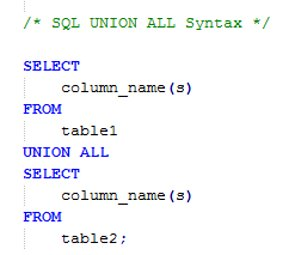 /* SQL UNION ALL Syntax */
SELECT
column_name(s)
FROM
table1
UNION ALL
SELECT
column_name(s)
FROM
table2;